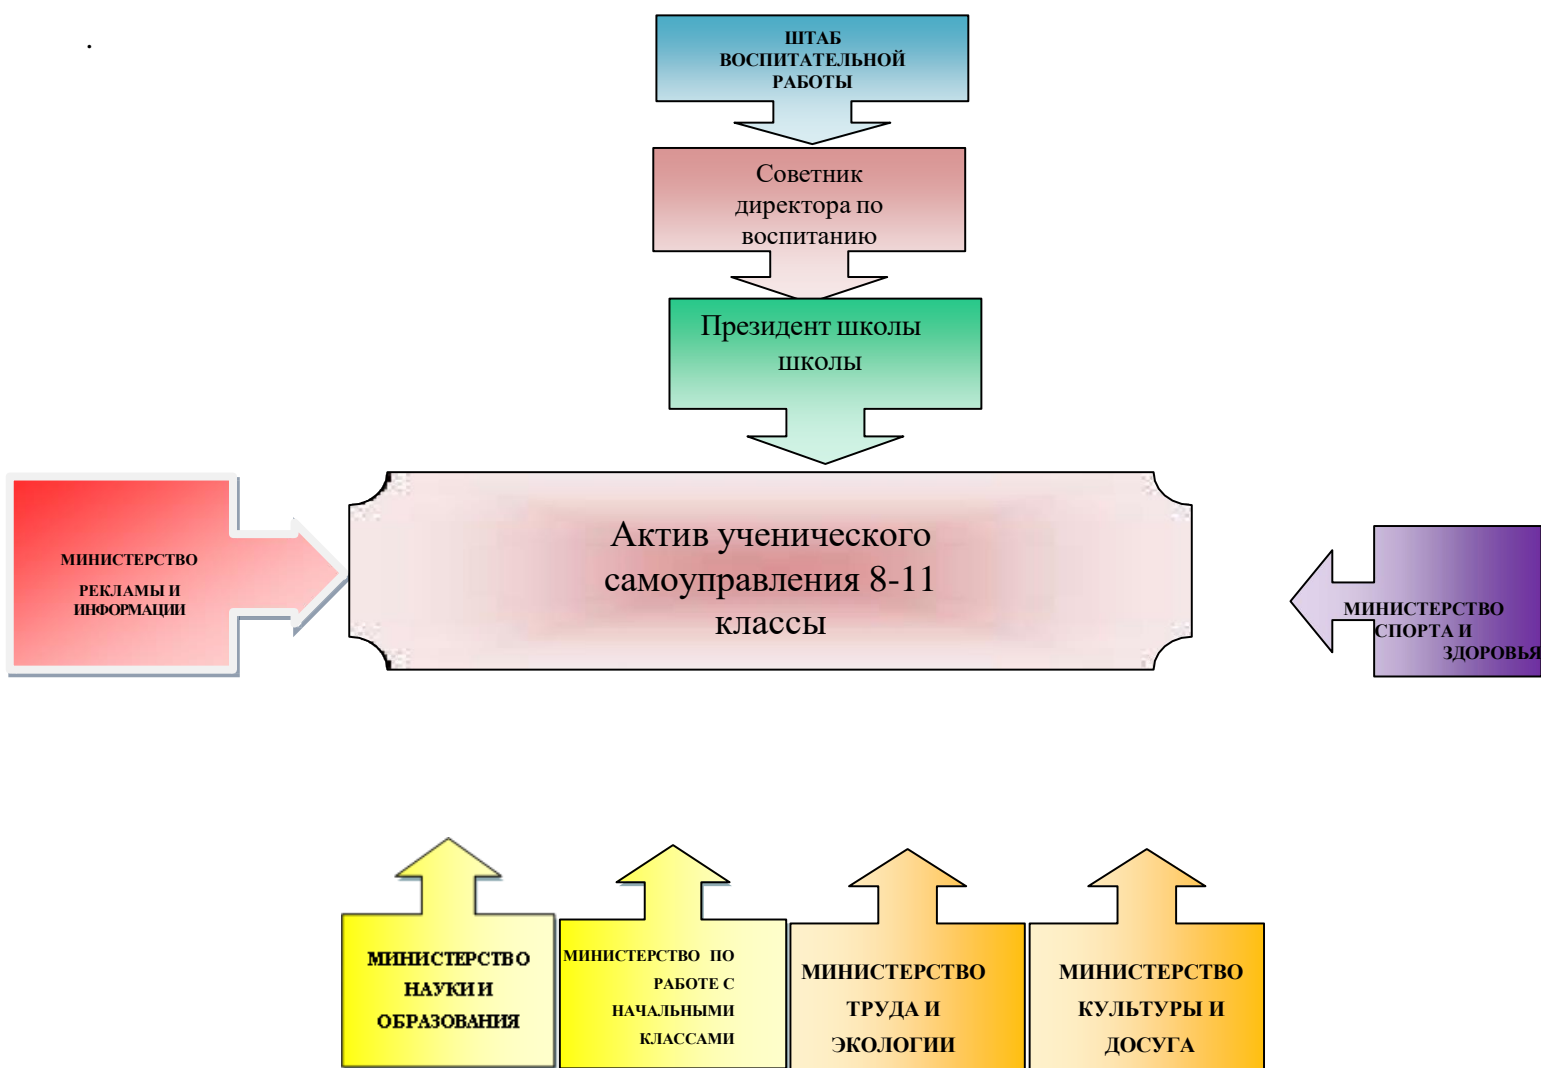 .
ШТАБ
ВОСПИТАТЕЛЬНОЙ
РАБОТЫ
Советник
директора по
воспитанию
Президент школы
школы
Актив ученического
самоуправления 8-11
классы
МИНИСТЕРСТВО
РЕКЛАМЫ И
ИНФОРМАЦИИ
МИНИСТЕРСТВО
СПОРТА И
ЗДОРОВЬЯ
МИНИСТЕРСТВО
НАУКИ И
ОБРАЗОВАНИЯ
МИНИСТЕРСТВО ПО
РАБОТЕ С
НАЧАЛЬНЫМИ
КЛАССАМИ
МИНИСТЕРСТВО
ТРУДА И
ЭКОЛОГИИ
МИНИСТЕРСТВО
КУЛЬТУРЫ И
ДОСУГА